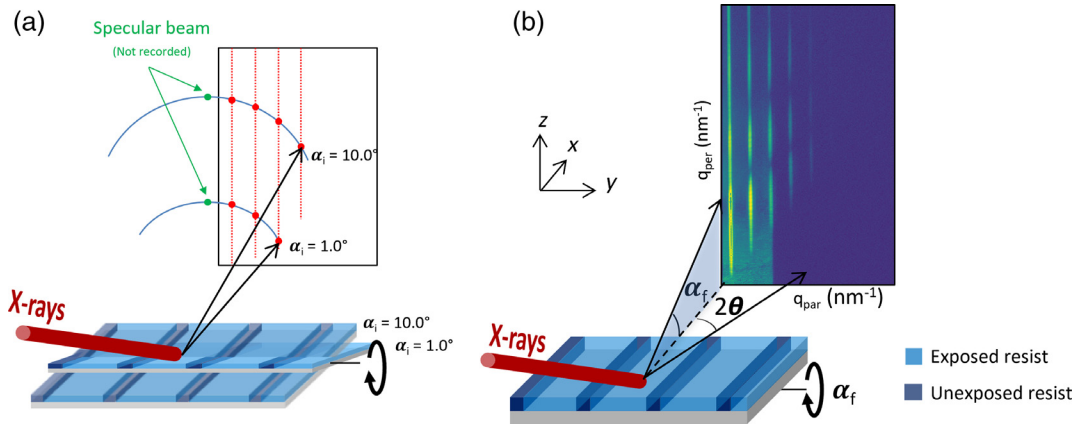 (a)
Specular beam
(Not recorded)
αi = 10.0°
αi = 1.0°
X-rays
αi = 10.0°
αi = 1.0°
(b)
z
x
y
qper (nm-1)
αf
2θ
qpar (nm-1)
X-rays
αf
Exposed resist
Unexposed resist